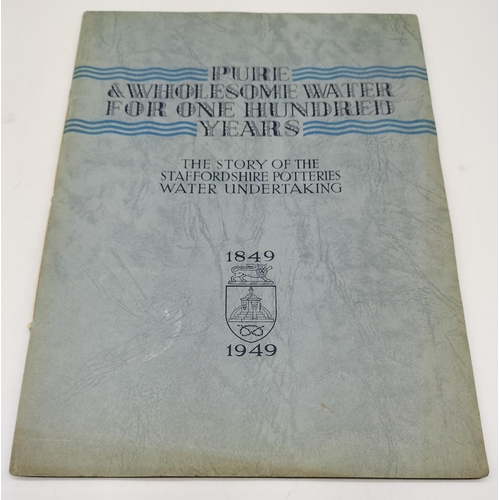 PURE
& WHOLESOME WATER
FOR ONE HUNDRED
YEARS
THE STORY OF THE
STAFFORDSHIRE POTTERIES
WATER UNDERTAKING
1849
1949